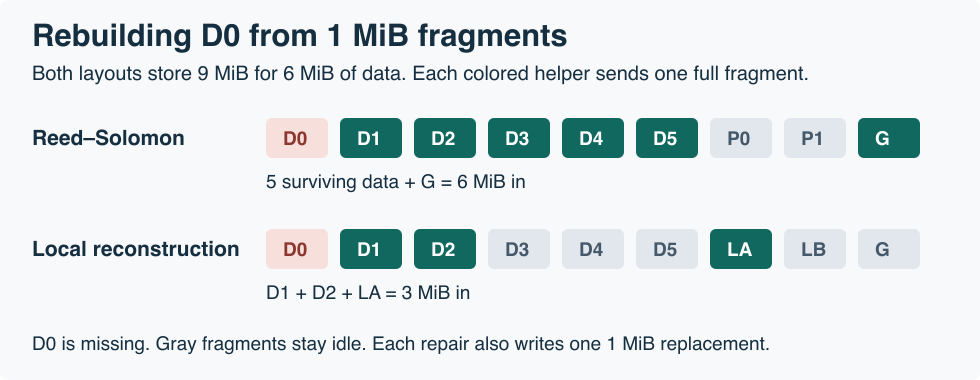 Rebuilding D0 from 1 MiB fragments
Both layouts store 9 MiB for 6 MiB of data. Each colored helper sends one full fragment.
Reed–Solomon D0 D1 D2 D3 D4 D5 P0 P1 G
5 surviving data + G = 6 MiB in
Local reconstruction D0 D1 D2 D3 D4 D5 LA LB G
D1 + D2 + LA = 3 MiB in
D0 is missing. Gray fragments stay idle. Each repair also writes one 1 MiB replacement.